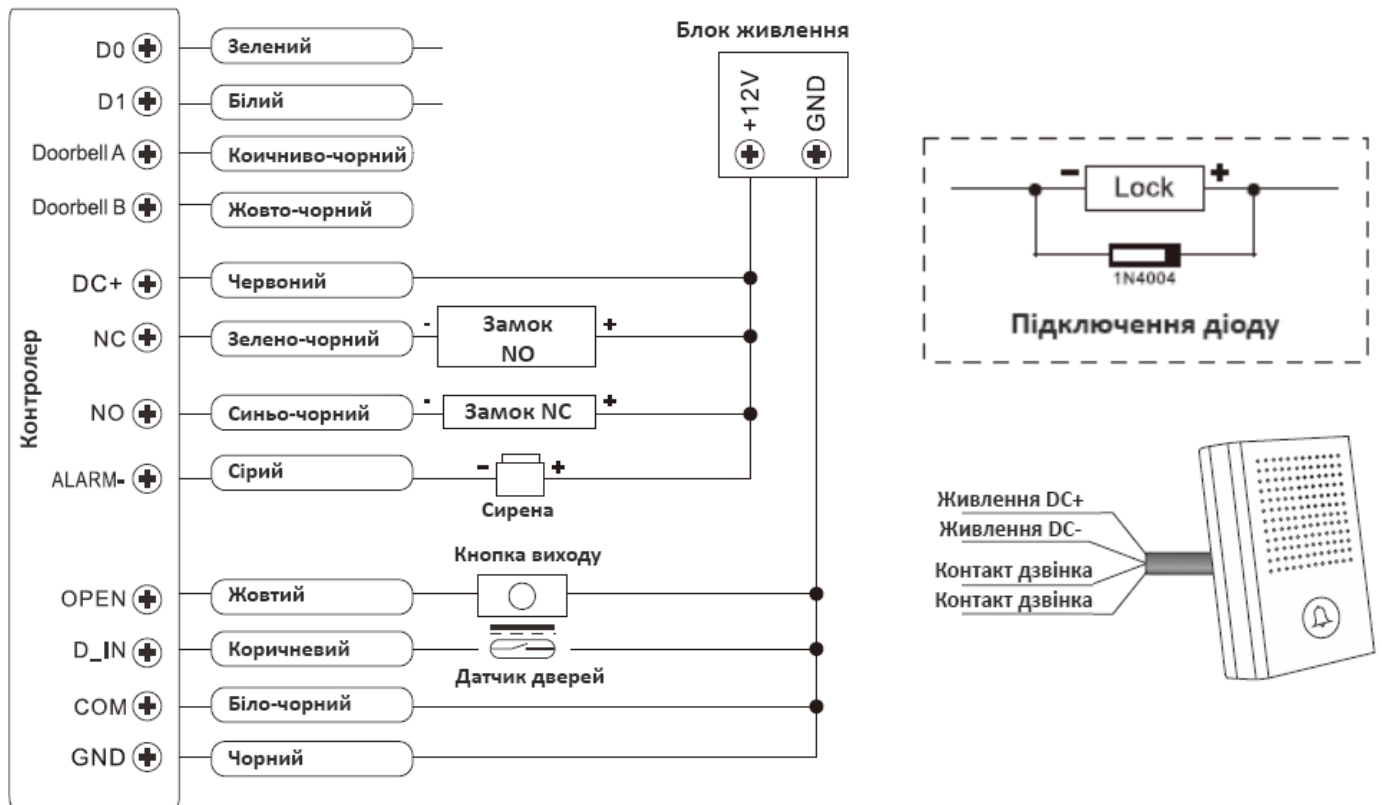 Блок живлення
+12V
GND
Контролер
D0
Зелений
D1
Білий
Doorbell A
Коичниво-чорний
Doorbell B
Жовто-чорний
DC+
Червоний
NC
Зелено-чорний
-
Замок
NO
+
NO
Синьо-чорний
-
Замок NC
+
ALARM-
Сірий
-
+
Сирена
Кнопка виходу
OPEN
Жовтий
D_IN
Коричневий
Датчик дверей
COM
Біло-чорний
GND
Чорний
-
Lock
+
1N4004
Підключення діоду
Живлення DC+
Живлення DC-
Контакт дзвінка
Контакт дзвінка